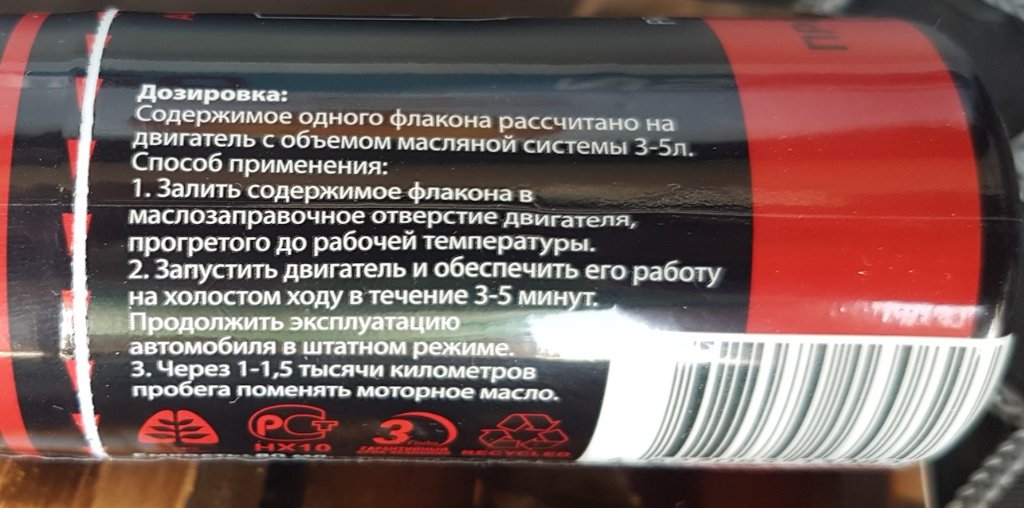 Дозировка:
Содержимое одного флакона рассчитано на
двигатель с объемом масляной системы 3-5л.
Способ применения:
1. Залить содержимое флакона в
маслозаправочное отверстие двигателя,
прогретого до рабочей температуры.
2. Запустить двигатель и обеспечить его работу
на холостом ходу в течение 3-5 минут.
Продолжить эксплуатацию
автомобиля в штатном режиме.
3. Через 1-1,5 тысячи километров
пробега поменять моторное масло.
НХ10
3
RECYCLED